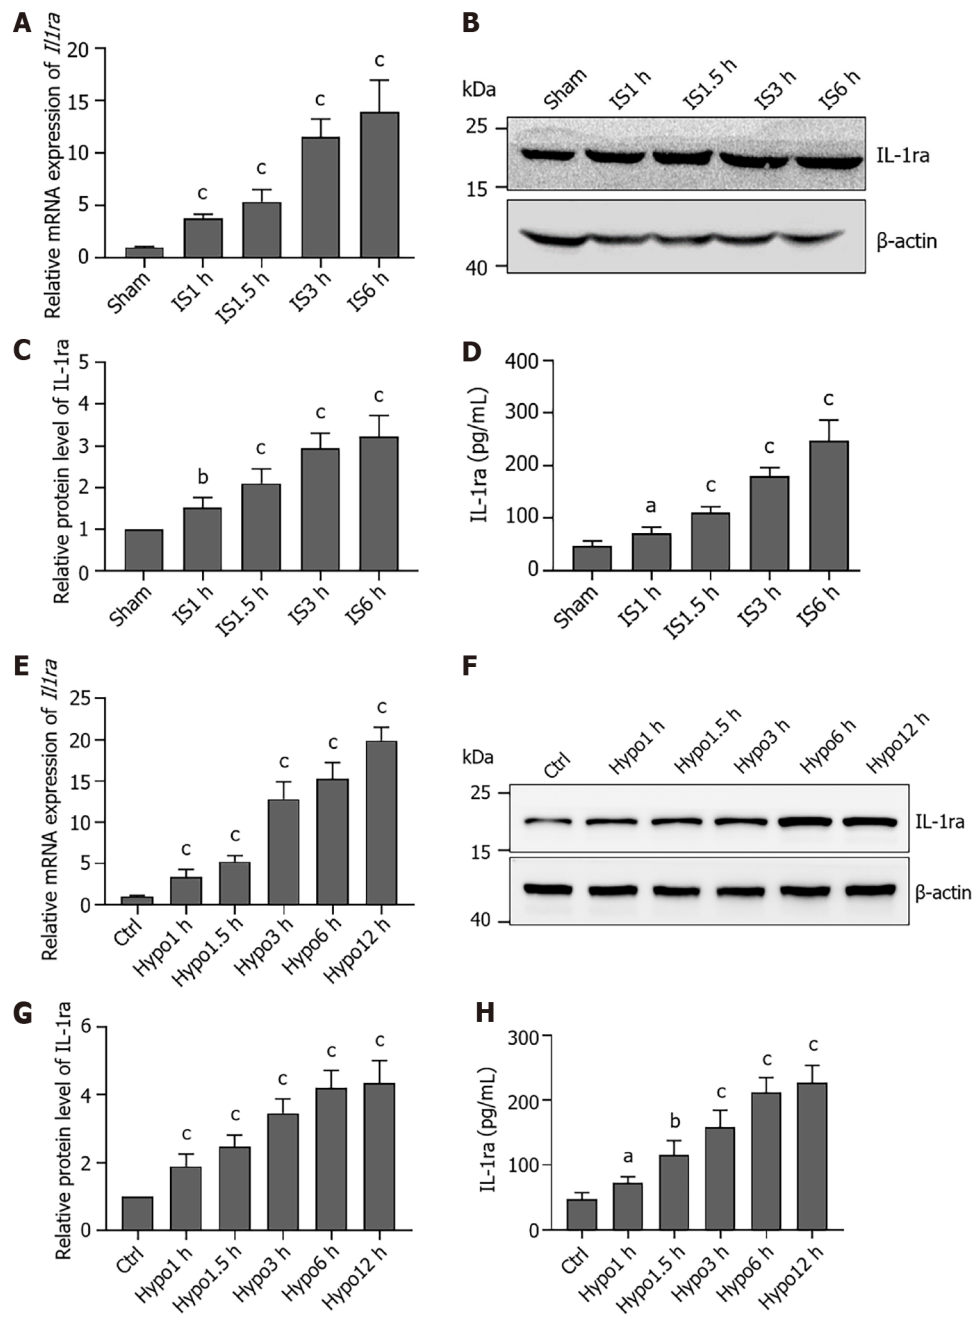 A
Relative mRNA expression of Il1ra
20
15
10
5
0
c
c
c
c
Sham
IS1 h
IS1.5 h
IS3 h
IS6 h
B
kDa
Sham
IS1 h
IS1.5 h
IS3 h
IS6 h
25
15
IL-1ra
40
β-actin
C
Relative protein level of IL-1ra
5
4
3
2
1
0
b
c
c
c
Sham
IS1 h
IS1.5 h
IS3 h
IS6 h
D
IL-1ra (pg/mL)
400
300
200
100
0
a
c
c
c
Sham
IS1 h
IS1.5 h
IS3 h
IS6 h
E
Relative mRNA expression of Il1ra
25
20
15
10
5
0
c
c
c
c
c
Ctrl
Hypo1 h
Hypo1.5 h
Hypo3 h
Hypo6 h
Hypo12 h
F
kDa
Ctrl
Hypo1 h
Hypo1.5 h
Hypo3 h
Hypo6 h
Hypo12 h
25
15
IL-1ra
40
β-actin
G
Relative protein level of IL-1ra
6
4
2
0
c
c
c
c
c
Ctrl
Hypo1 h
Hypo1.5 h
Hypo3 h
Hypo6 h
Hypo12 h
H
IL-1ra (pg/mL)
300
200
100
0
a
b
c
c
c
Ctrl
Hypo1 h
Hypo1.5 h
Hypo3 h
Hypo6 h
Hypo12 h